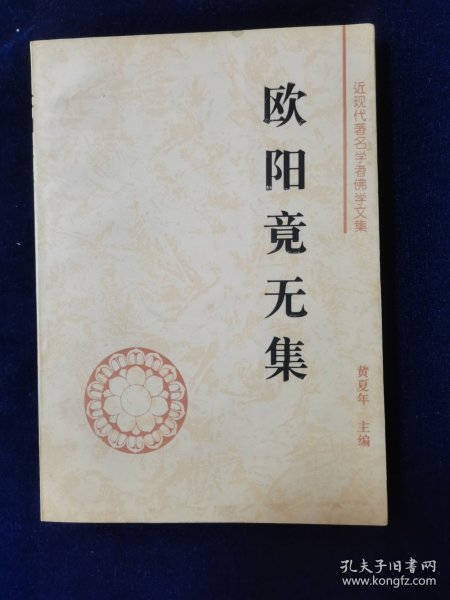 近现代著名学者佛学文集
欧阳竟无集
黄夏年 主编
孔夫子旧书网
www.kongfz.com